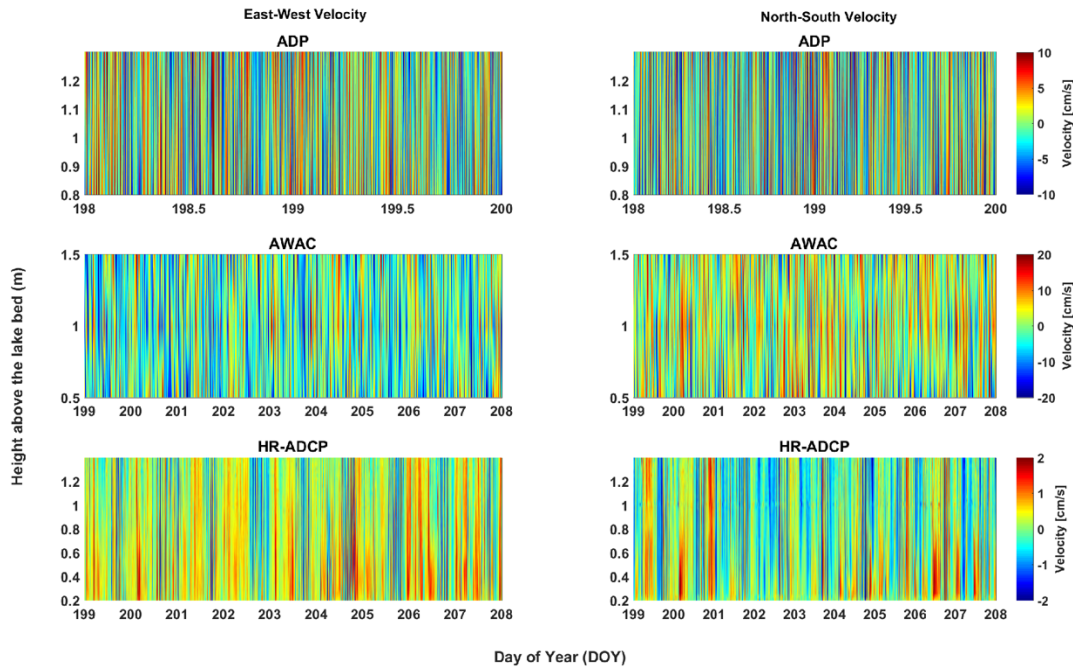 East-West Velocity
North-South Velocity
ADP
ADP
1.2
1.1
1
0.9
0.8
198 198.5 199 199.5 200
198 198.5 199 199.5 200
10
5
0
-5
-10
Velocity [cm/s]
AWAC
AWAC
1.5
1
0.5
199 200 201 202 203 204 205 206 207 208
1.5
1
0.5
199 200 201 202 203 204 205 206 207 208
20
10
0
-10
-20
Velocity [cm/s]
HR-ADCP
HR-ADCP
1.2
1
0.8
0.6
0.4
0.2
199 200 201 202 203 204 205 206 207 208
1.2
1
0.8
0.6
0.4
0.2
199 200 201 202 203 204 205 206 207 208
2
1
0
-1
-2
Velocity [cm/s]
Height above the lake bed (m)
Day of Year (DOY)
1.2
1.1
1
0.9
0.8